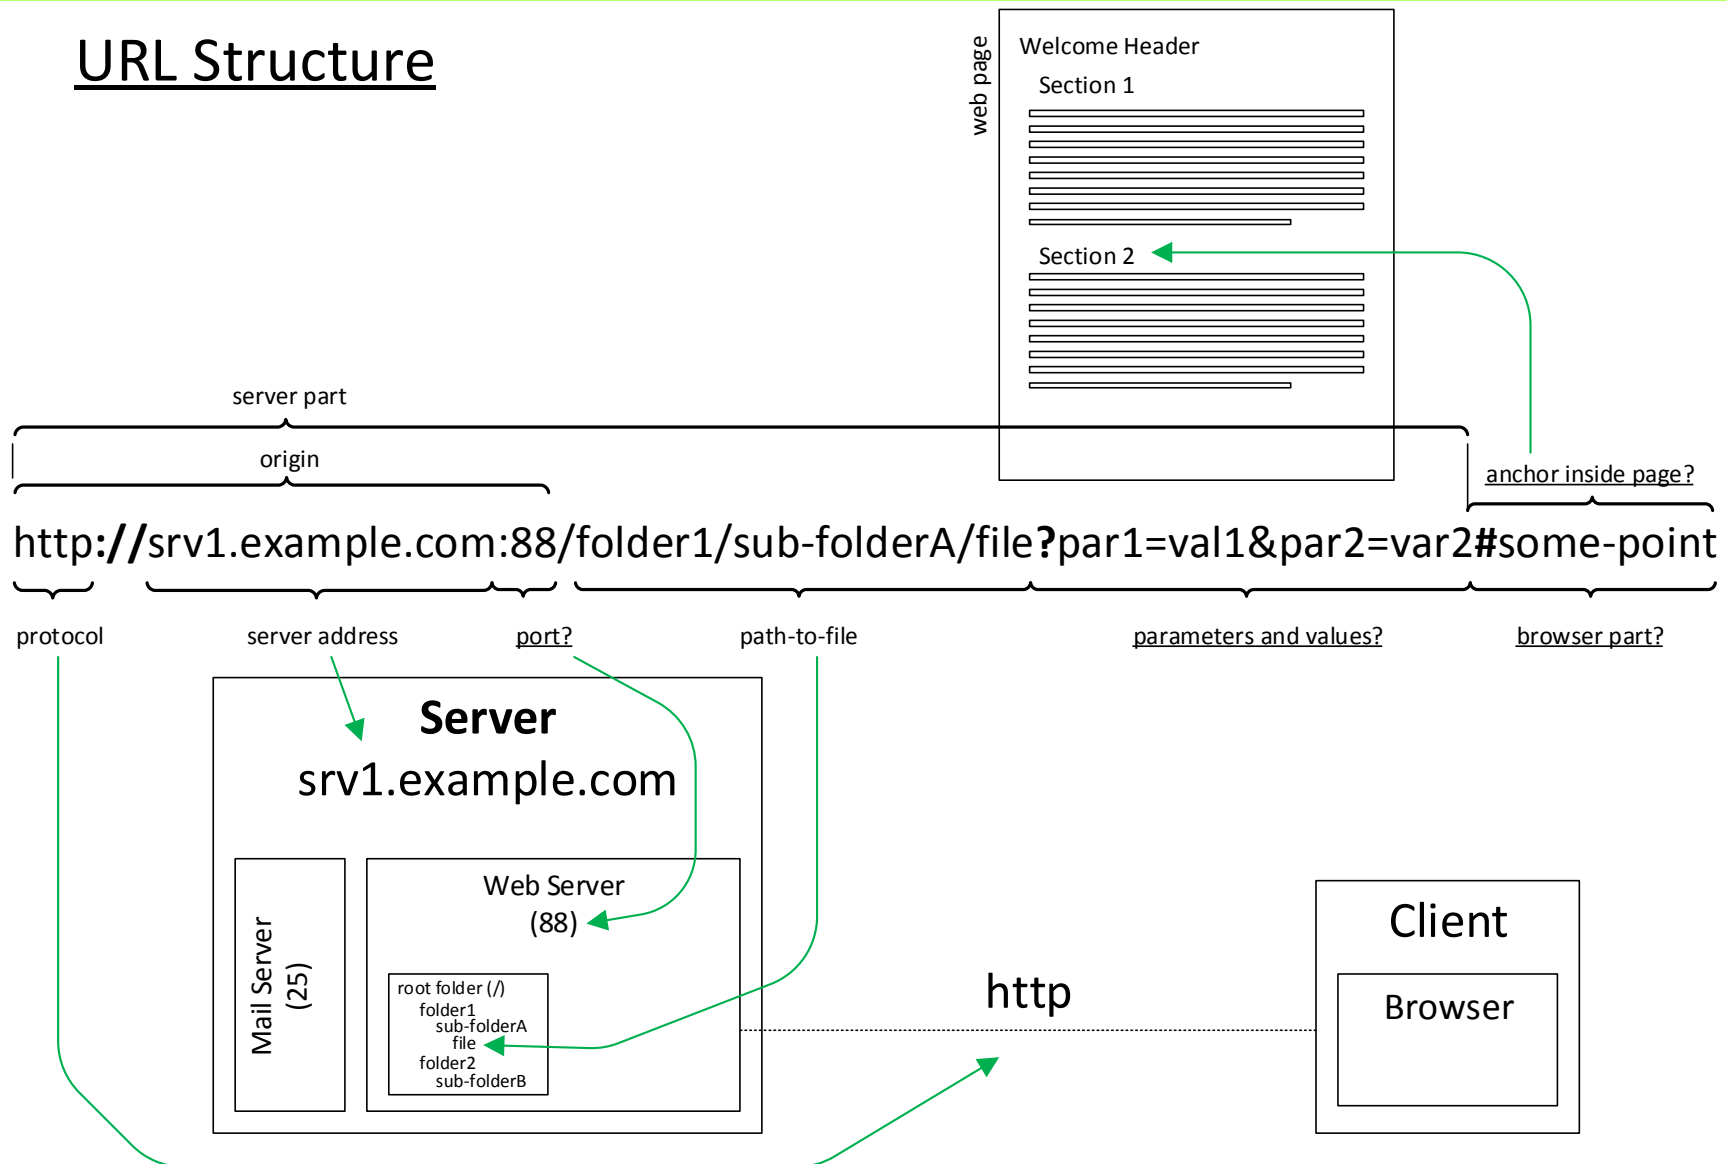 URL Structure
web page
Welcome Header
Section 1
Section 2
server part
origin
anchor inside page?
http://srv1.example.com:88/folder1/sub-folderA/file?par1=val1&par2=var2#some-point
protocol
server address
port?
path-to-file
parameters and values?
browser part?
Server
srv1.example.com
Mail Server
(25)
Web Server
(88)
root folder (/)
folder1
sub-folderA
file
folder2
sub-folderB
http
Client
Browser